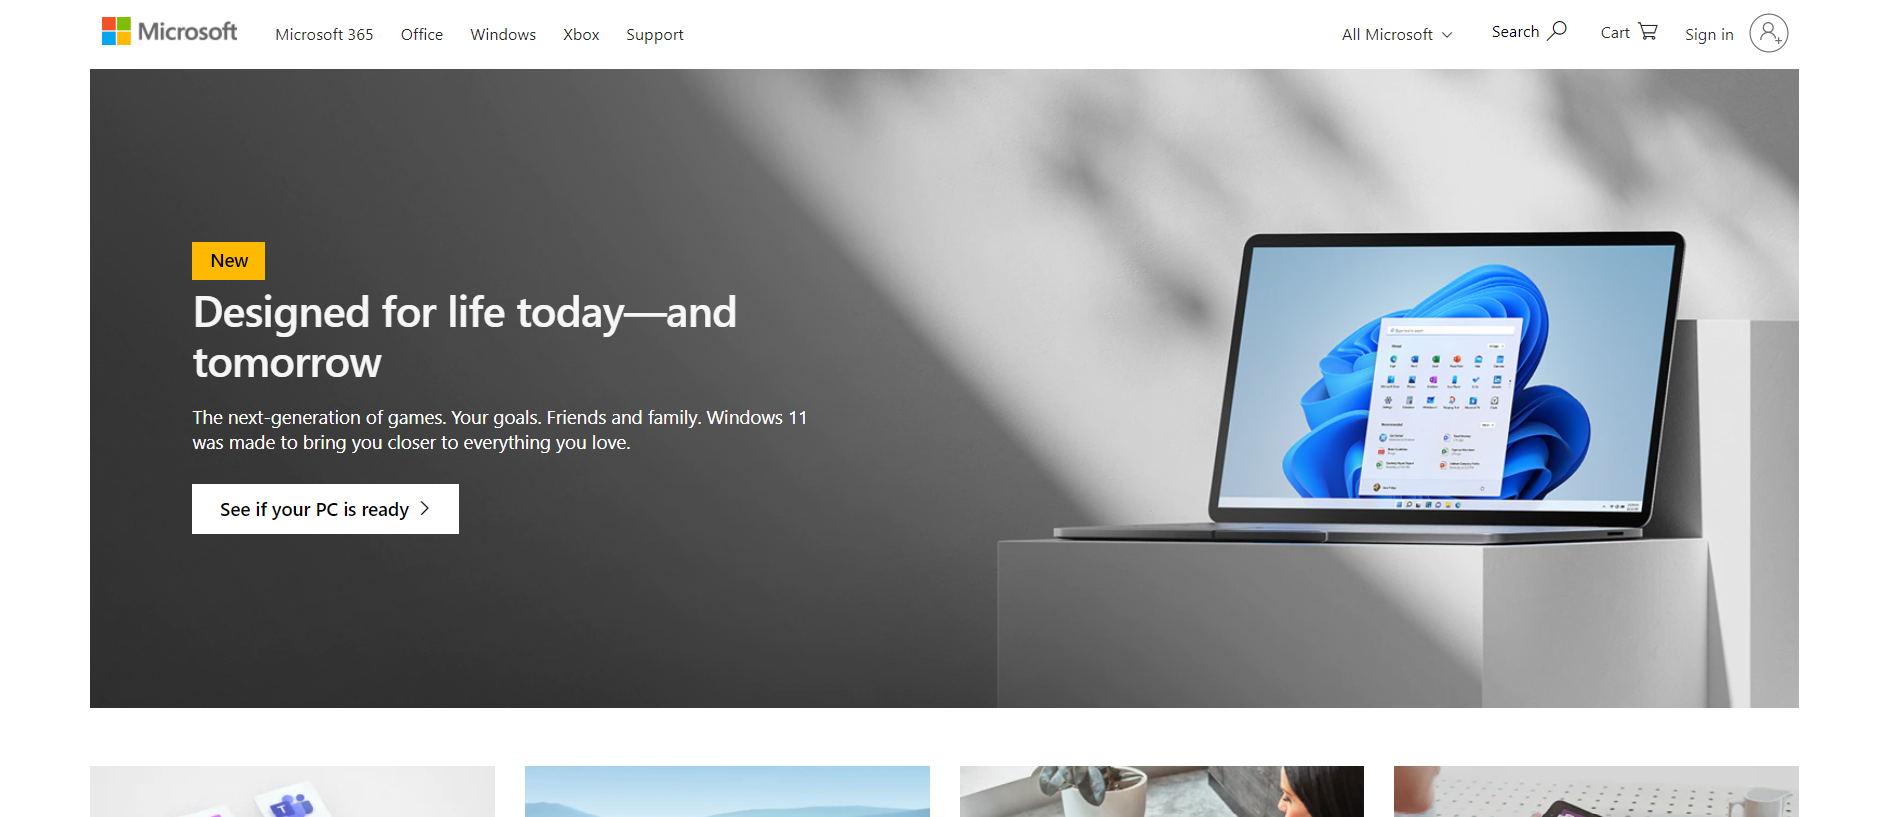 Microsoft
Microsoft 365
Office
Windows
Xbox
Support
All Microsoft
Search
Cart
Sign in
New
Designed for life today—and
tomorrow
The next-generation of games. Your goals. Friends and family. Windows 11
was made to bring you closer to everything you love.
See if your PC is ready
T